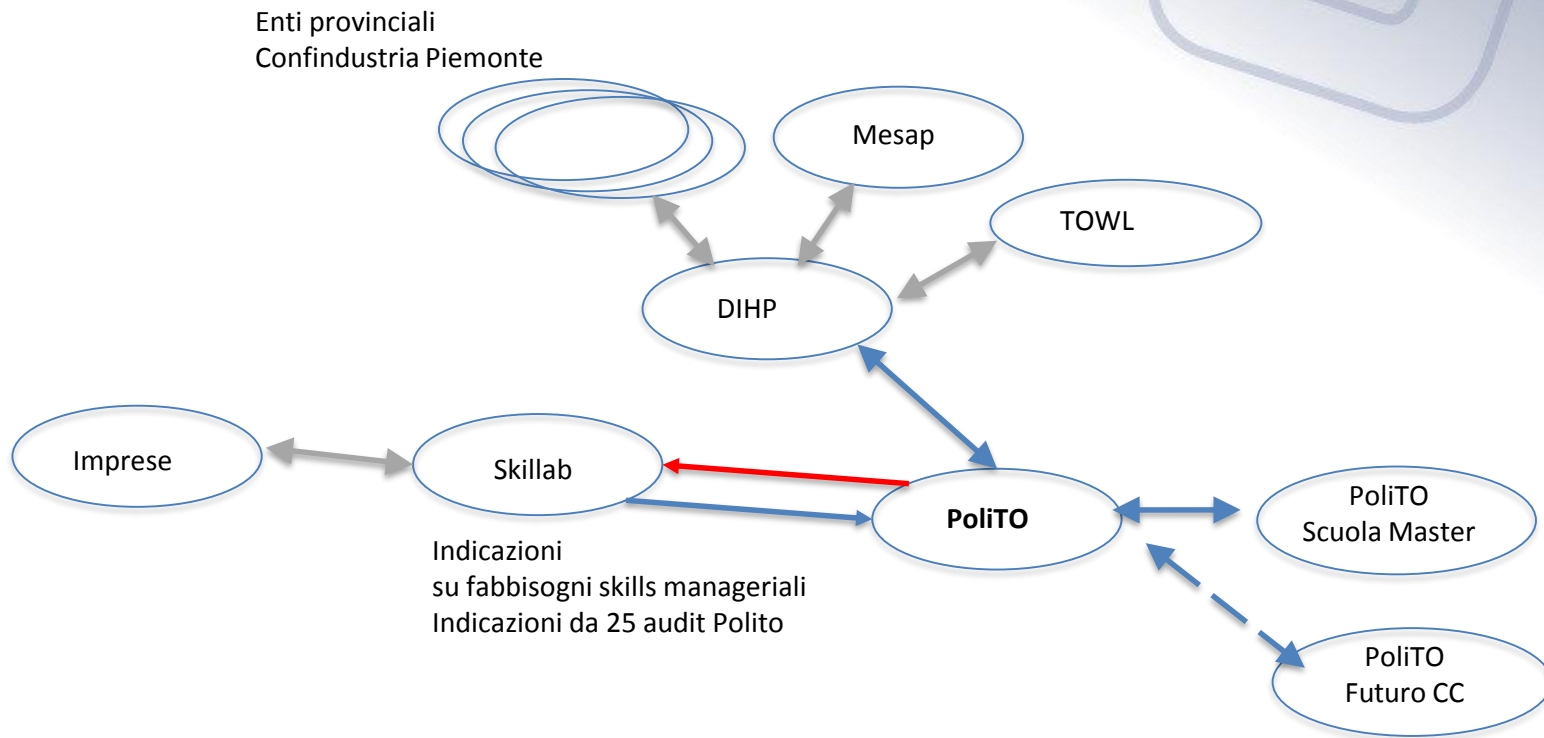 Enti provinciali
Confindustria Piemonte
Mesap
TOWL
DIHP
Imprese
Skillab
PoliTO
PoliTO
Scuola Master
Indicazioni
su fabbisogni skills manageriali
Indicazioni da 25 audit Polito
PoliTO
Futuro CC